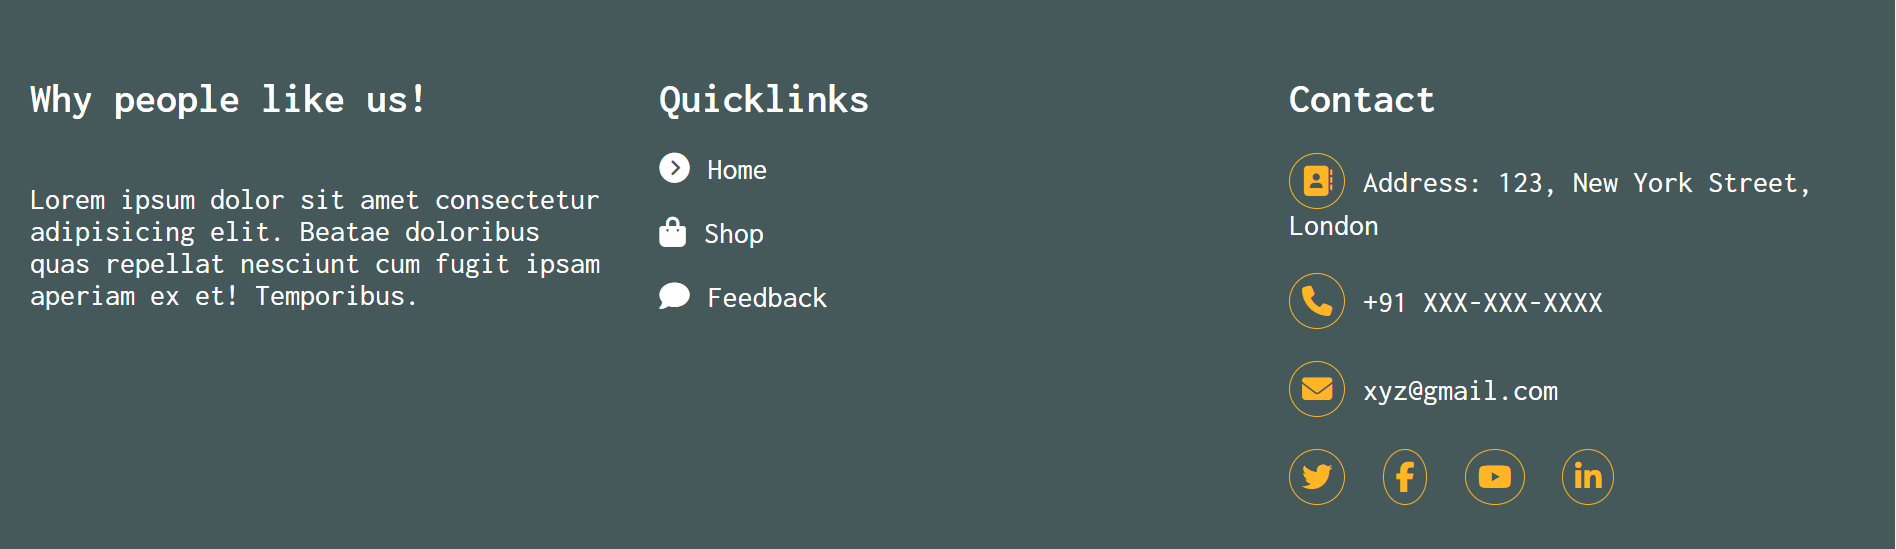 Why people like us!
Lorem ipsum dolor sit amet consectetur
adipisicing elit. Beatae doloribus
quas repellat nesciunt cum fugit ipsam
aperiam ex et! Temporibus.
Quicklinks
Home
Shop
Feedback
Contact
Address: 123, New York Street,
London
+91 XXX-XXX-XXXX
xyz@gmail.com